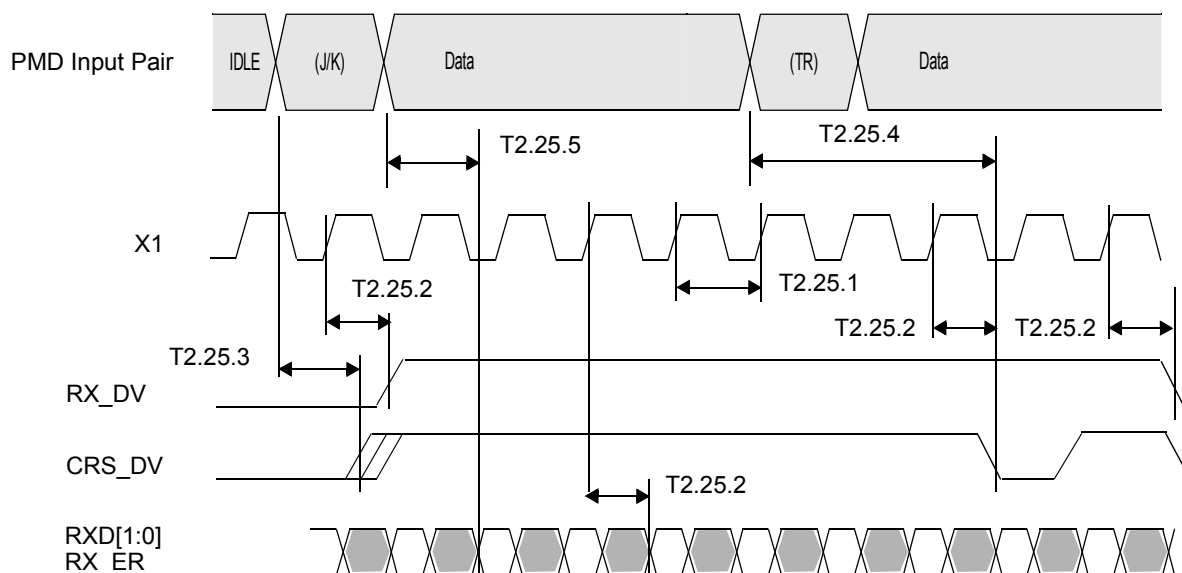 PMD Input Pair
IDLE
(J/K)
Data
(TR)
Data
T2.25.5
T2.25.4
X1
T2.25.2
T2.25.1
T2.25.2
T2.25.2
T2.25.3
RX_DV
CRS_DV
T2.25.2
RXD[1:0]
RX_ER